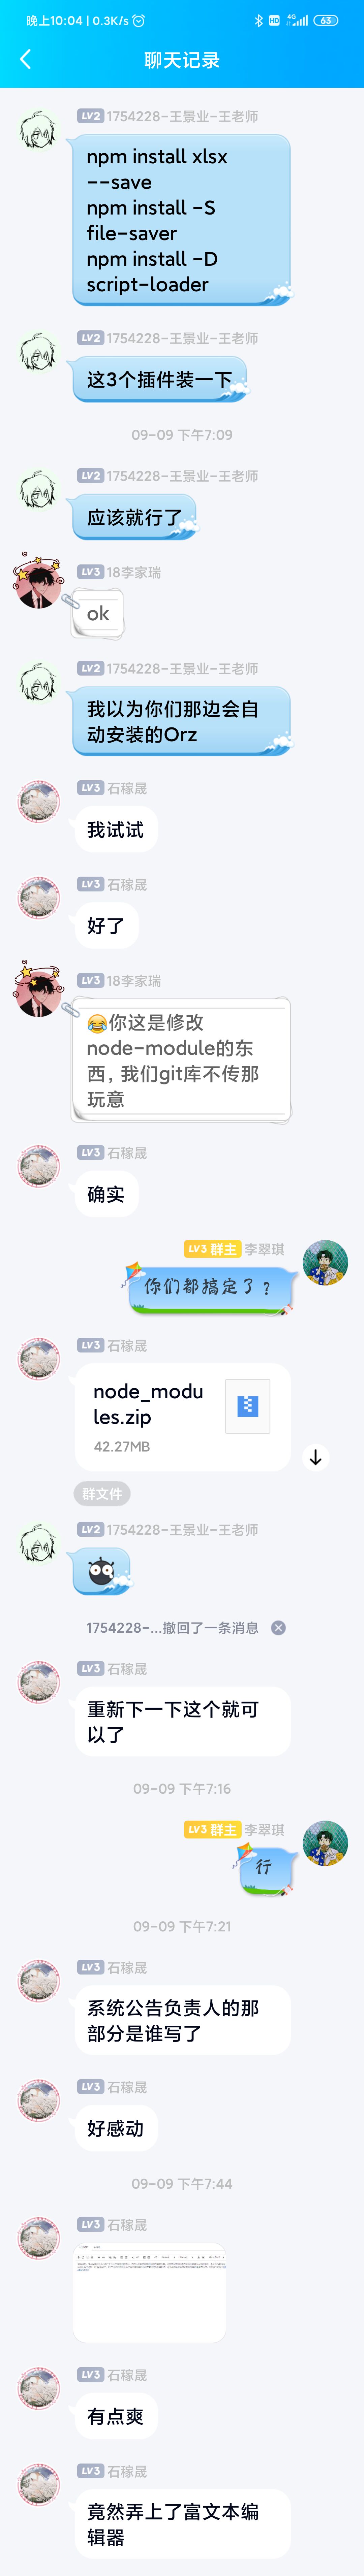 晚上10:04 | 0.3K/s
HD 4G 63
聊天记录
LV2 1754228-王景业-王老师
npm install xlsx
--save
npm install -S
file-saver
npm install -D
script-loader
LV2 1754228-王景业-王老师
这3个插件装一下
09-09 下午7:09
LV2 1754228-王景业-王老师
应该就行了
LV3 18李家瑞
ok
LV2 1754228-王景业-王老师
我以为你们那边会自
动安装的Orz
LV3 石稼晟
我试试
LV3 石稼晟
好了
LV3 18李家瑞
😂你这是修改
node-module的东
西，我们git库不传那
玩意
LV3 石稼晟
确实
LV3 群主 李翠琪
你们都搞定了？
LV3 石稼晟
node_modu
les.zip
42.27MB
群文件
LV2 1754228-王景业-王老师
1754228-...撤回了一条消息
LV3 石稼晟
重新下一下这个就可
以了
09-09 下午7:16
LV3 群主 李翠琪
行
09-09 下午7:21
LV3 石稼晟
系统公告负责人的那
部分是谁写了
LV3 石稼晟
好感动
09-09 下午7:44
LV3 石稼晟
LV3 石稼晟
有点爽
LV3 石稼晟
竟然弄上了富文本编
辑器